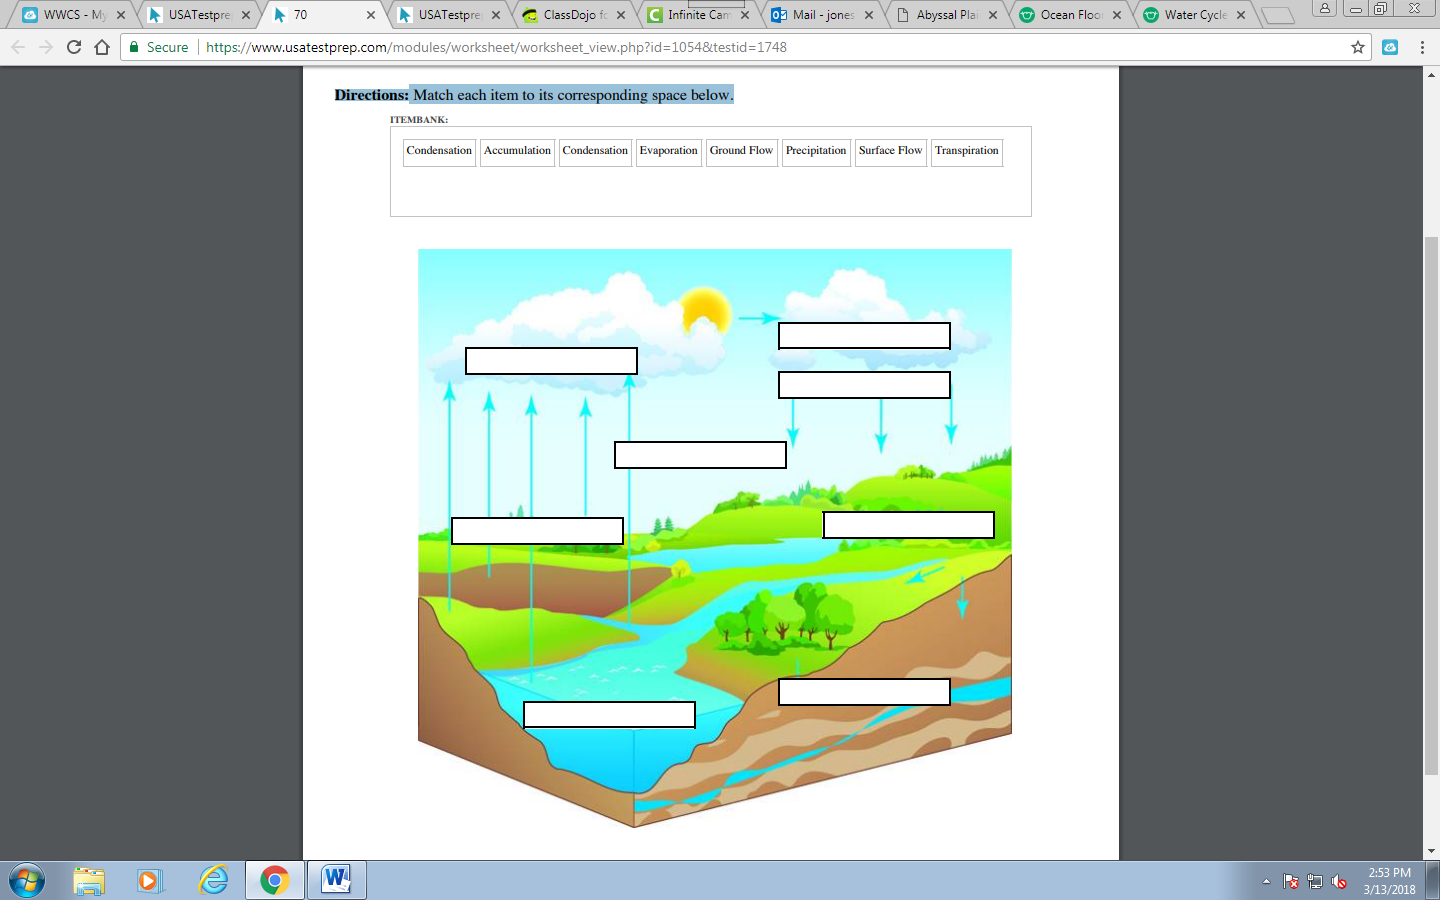 WWCS - My
USATestpre
70
USATestpre
ClassDojo fo
Infinite Cam
Mail - jones
Abyssal Plai
Ocean Floor
Water Cycle
Secure
https://www.usatestprep.com/modules/worksheet/worksheet_view.php?id=1054&testid=1748
Directions: Match each item to its corresponding space below.
ITEMBANK:
Condensation Accumulation Condensation Evaporation Ground Flow Precipitation Surface Flow Transpiration
2:53 PM
3/13/2018